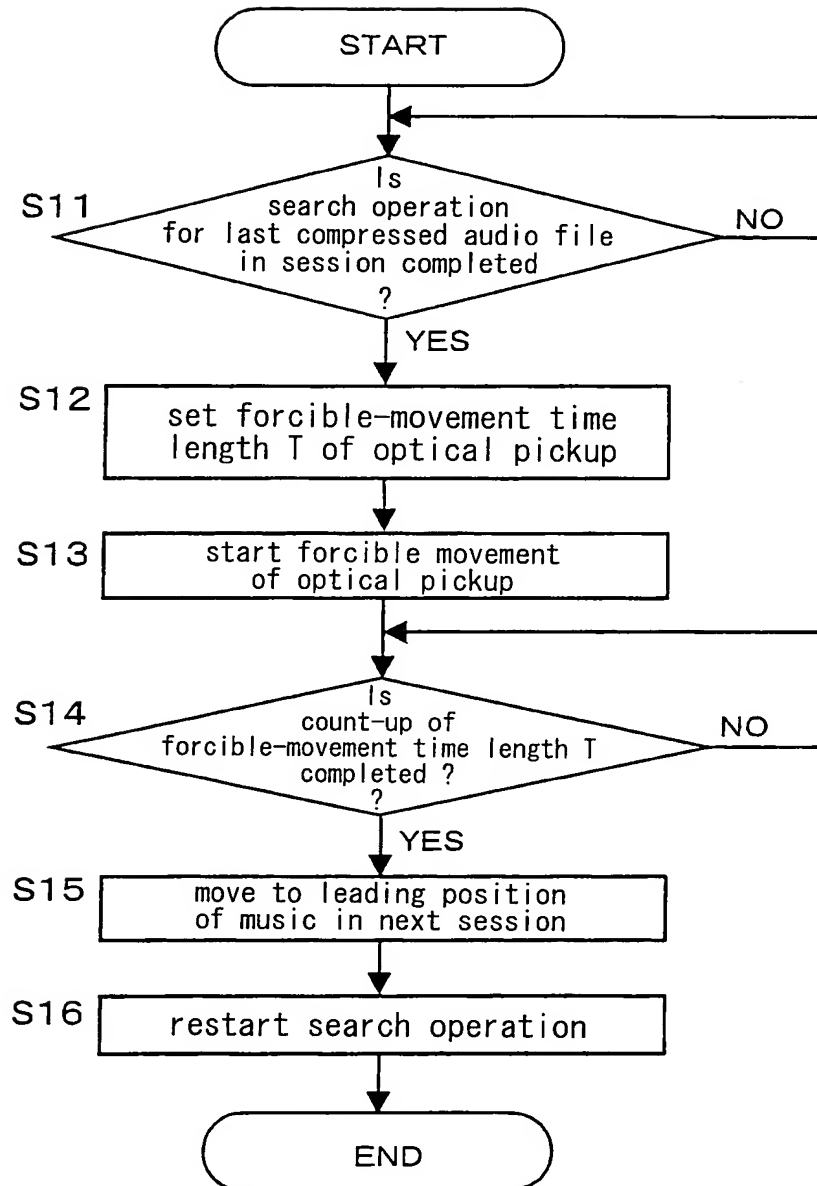 START
Is
S11
search operation
for last compressed audio file
NO
in session completed
?
YES
S12
set forcible-movement time
length T of optical pickup
S13
start forcible movement
of optical pickup
Is
S14
count-up of
NO
forcible-movement time length T
completed ?
?
YES
S15
move to leading position
of music in next session
S16
restart search operation
END